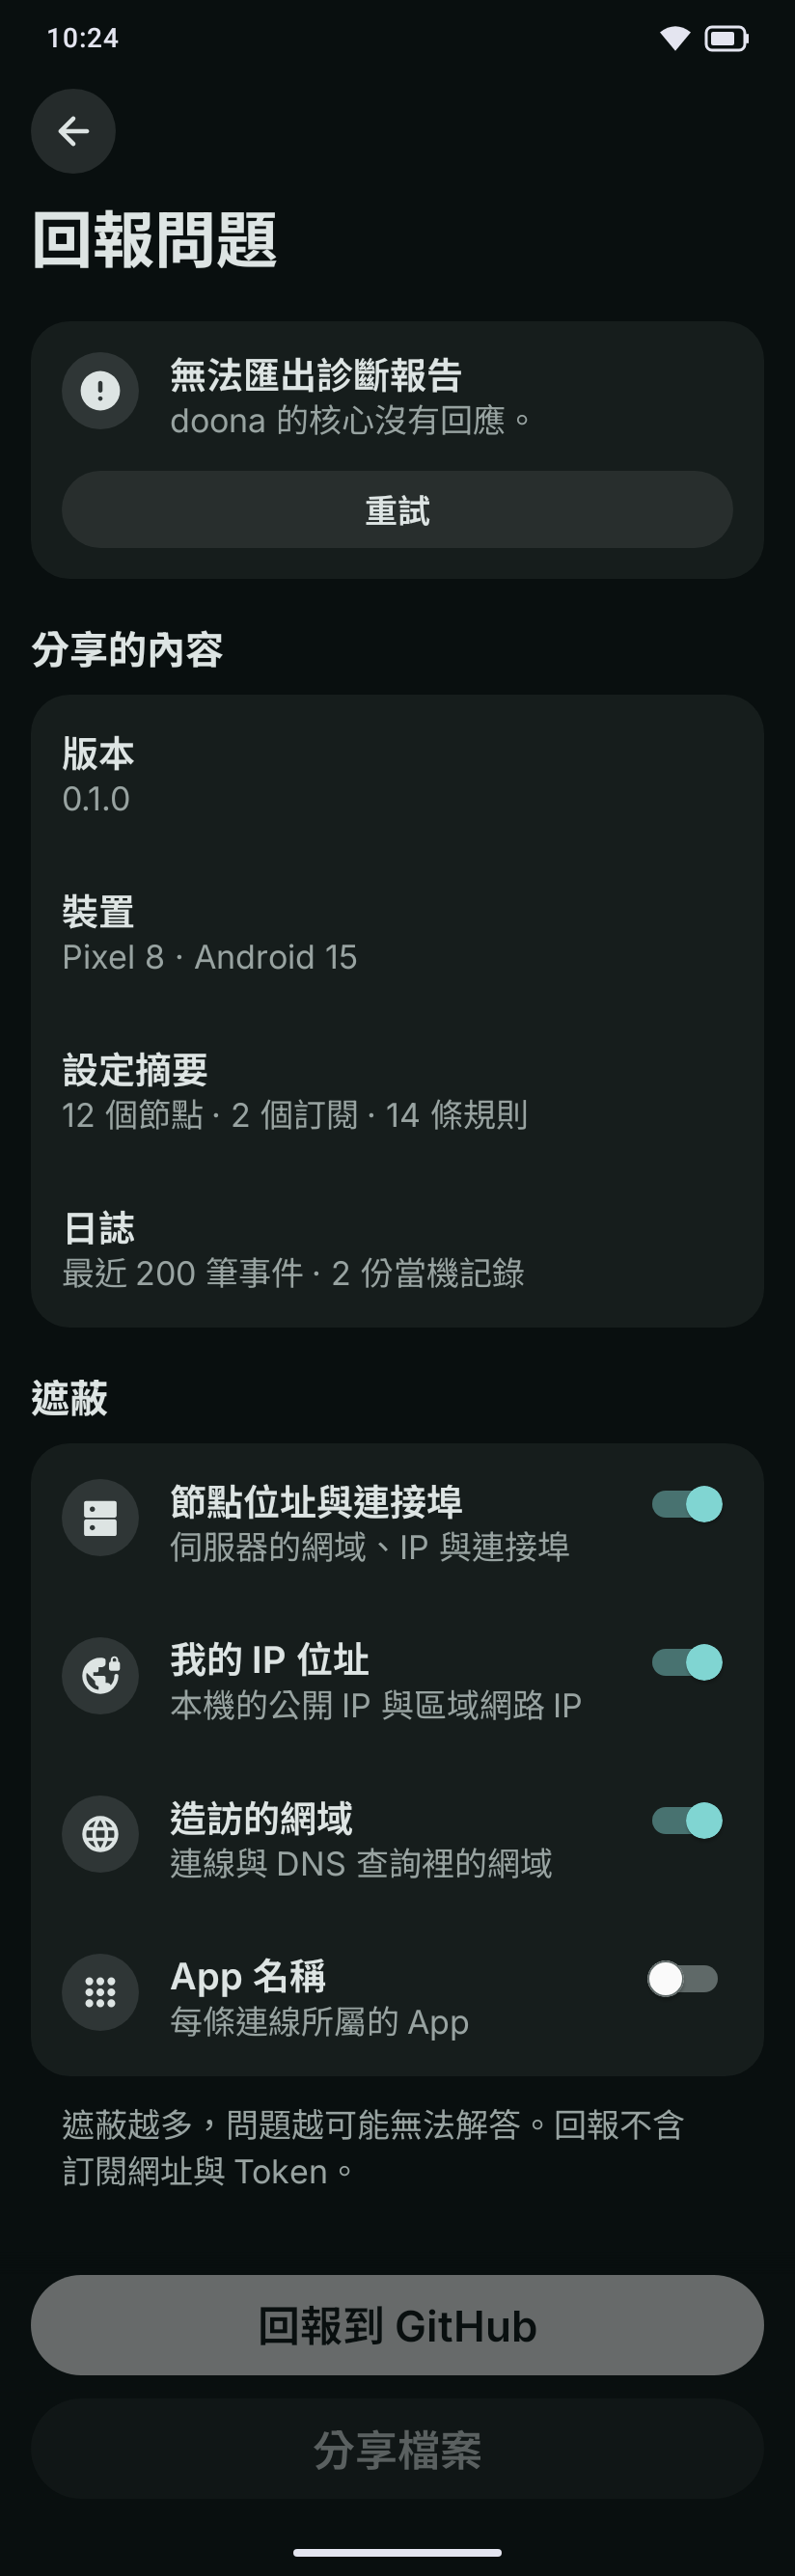 10:24
回報問題
無法匯出診斷報告
doona 的核心沒有回應。
重試
分享的內容
版本
0.1.0
裝置
Pixel 8 · Android 15
設定摘要
12 個節點 · 2 個訂閱 · 14 條規則
日誌
最近 200 筆事件 · 2 份當機記錄
遮蔽
節點位址與連接埠
伺服器的網域、IP 與連接埠
我的 IP 位址
本機的公開 IP 與區域網路 IP
造訪的網域
連線與 DNS 查詢裡的網域
App 名稱
每條連線所屬的 App
遮蔽越多，問題越可能無法解答。回報不含
訂閱網址與 Token。
回報到 GitHub
分享檔案